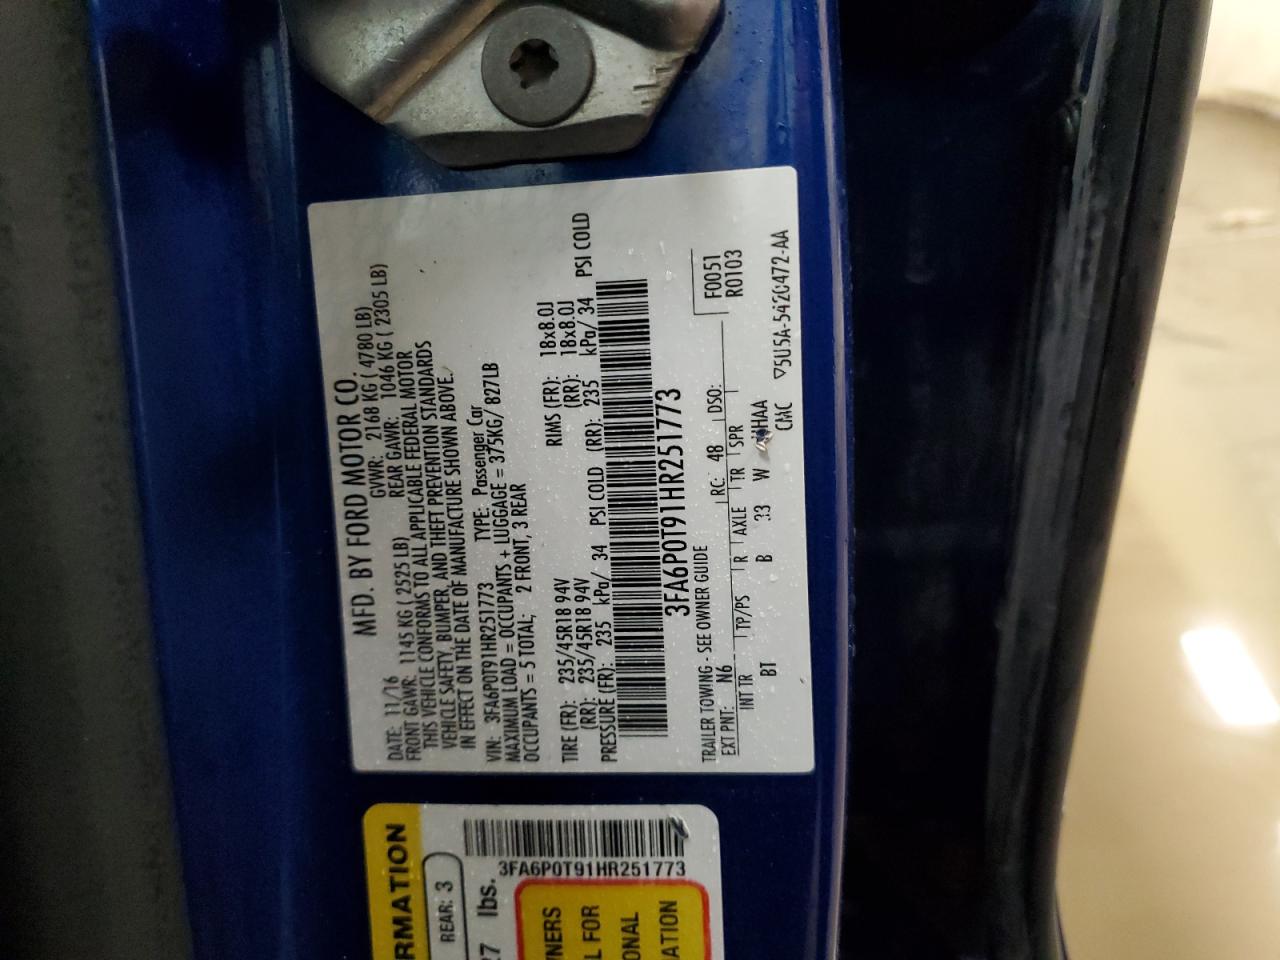 MFD. BY FORD MOTOR CO.
DATE: 11/16 GVWR: 2168 KG ( 4780 LB)
FRONT GAWR: 1145 KG ( 2525 LB) REAR GAWR: 1046 KG ( 2305 LB)
THIS VEHICLE CONFORMS TO ALL APPLICABLE FEDERAL MOTOR
VEHICLE SAFETY, BUMPER, AND THEFT PREVENTION STANDARDS
IN EFFECT ON THE DATE OF MANUFACTURE SHOWN ABOVE.
VIN: 3FA6P0T91HR251773 TYPE: Passenger Car
MAXIMUM LOAD = OCCUPANTS + LUGGAGE = 375KG/ 827LB
OCCUPANTS = 5 TOTAL; 2 FRONT, 3 REAR
TIRE (FR): 235/45R18 94V RIMS (FR): 18x8.0J
(RR): 235/45R18 94V (RR): 18x8.0J
PRESSURE (FR): 235 kPa/ 34 PSI COLD (RR): 235 kPa/ 34 PSI COLD
3FA6P0T91HR251773
F0051
R0103
TRAILER TOWING - SEE OWNER GUIDE
EXT PNT: N6 RC: 48 DSO:
INT TR TP/PS R AXLE TR SPR
BT B 33 W HHAA
CMC ▽5U5A-5420472-AA
RMATION
REAR: 3
27 lbs.
3FA6P0T91HR251773
WNERS
L FOR
ONAL
ATION